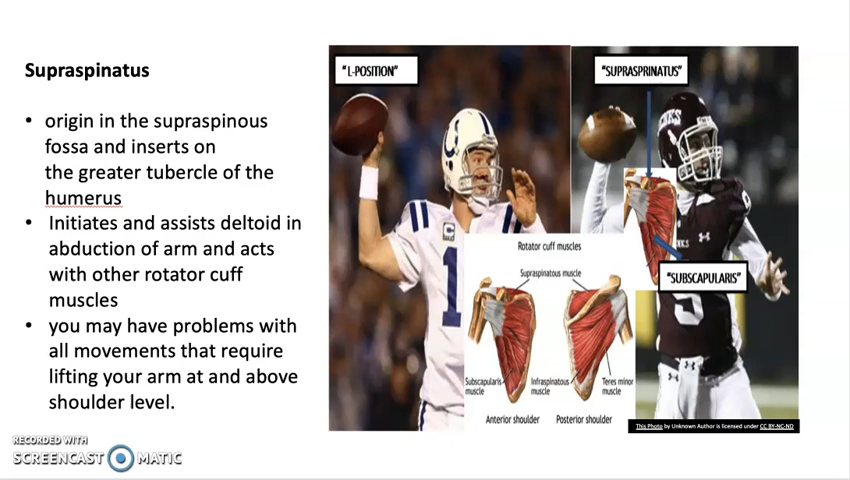 Supraspinatus
• origin in the supraspinous
fossa and inserts on
the greater tubercle of the
humerus
• Initiates and assists deltoid in
abduction of arm and acts
with other rotator cuff
muscles
• you may have problems with
all movements that require
lifting your arm at and above
shoulder level.
"L-POSITION"
"SUPRASPRINATUS"
"SUBSCAPULARIS"
Rotator cuff muscles
Supraspinatous muscle
Subscapularis
muscle
Infraspinatous
muscle
Teres minor
muscle
Anterior shoulder
Posterior shoulder
C
1
5
This Photo by Unknown Author is licensed under CC BY-NC-ND
RECORDED WITH
SCREENCAST MATIC